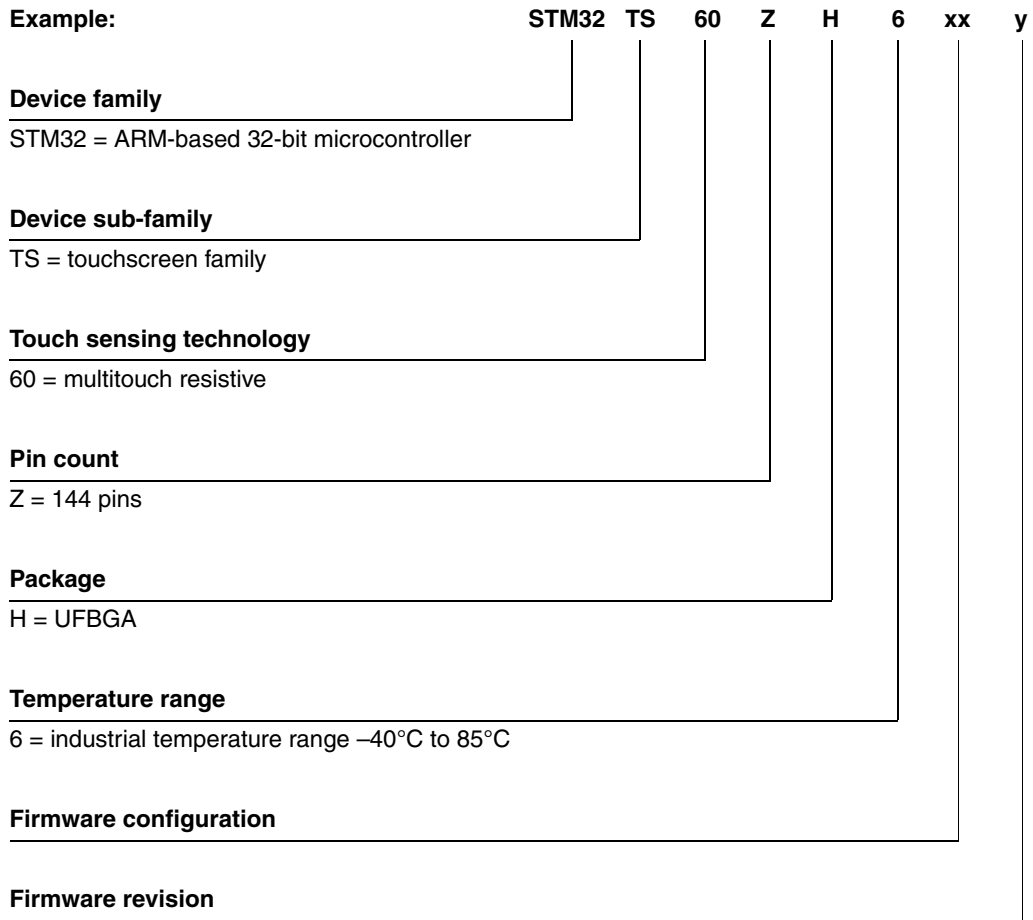 Example: STM32 TS 60 Z H 6 xx y
Device family
STM32 = ARM-based 32-bit microcontroller
Device sub-family
TS = touchscreen family
Touch sensing technology
60 = multitouch resistive
Pin count
Z = 144 pins
Package
H = UFBGA
Temperature range
6 = industrial temperature range –40°C to 85°C
Firmware configuration
Firmware revision